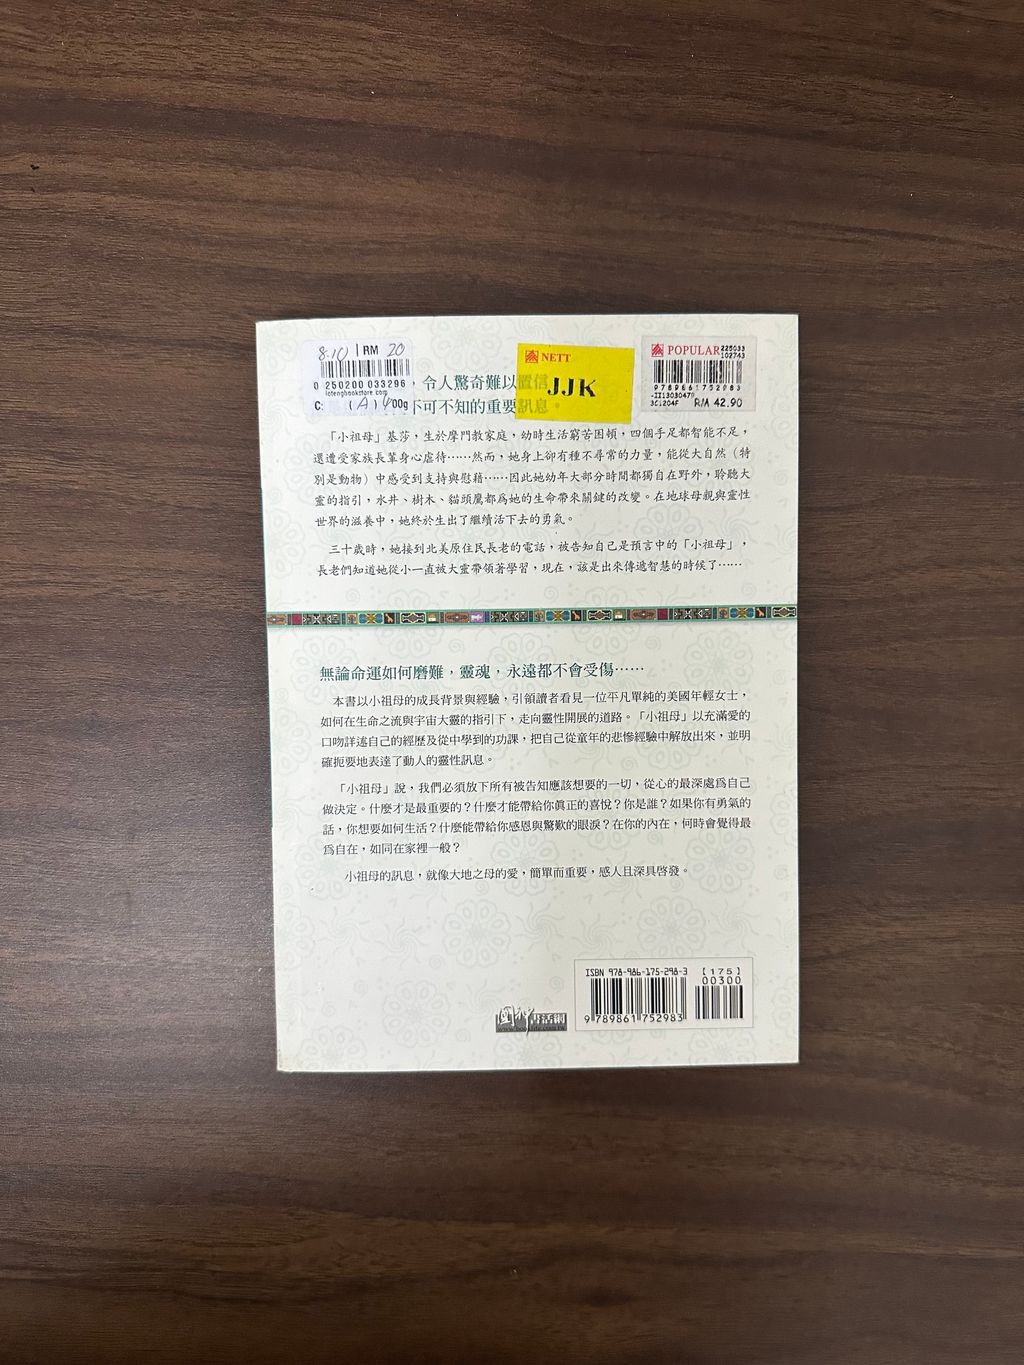 8.10 | RM 20
0 250200 033296
lotengbookstore.com
C: (A) 400g
NETT
JJK
POPULAR 225033
102743
9789861752983
-II1303047
3C1204F R/A 42.90
，令人驚奇難以置信
不可不知的重要訊息。
「小祖母」基莎，生於摩門教家庭，幼時生活窮苦困頓，四個手足都智能不足，
還遭受家族長輩身心虐待……然而，她身上卻有種不尋常的力量，能從大自然（特
別是動物）中感受到支持與慰藉……因此她幼年大部分時間都獨自在野外，聆聽大
靈的指引，水井、樹木、貓頭鷹都為她的生命帶來關鍵的改變。在地球母親與靈性
世界的滋養中，她終於生出了繼續活下去的勇氣。
三十歲時，她接到北美原住民長老的電話，被告知自己是預言中的「小祖母」，
長老們知道她從小一直被大靈帶領著學習，現在，該是出來傳遞智慧的時候了……
無論命運如何磨難，靈魂，永遠都不會受傷……
本書以小祖母的成長背景與經驗，引領讀者看見一位平凡單純的美國年輕女士，
如何在生命之流與宇宙大靈的指引下，走向靈性開展的道路。「小祖母」以充滿愛的
口吻詳述自己的經歷及從中學到的功課，把自己從童年的悲慘經驗中解放出來，並明
確扼要地表達了動人的靈性訊息。
「小祖母」說，我們必須放下所有被告知應該想要的一切，從心的最深處為自己
做決定。什麼才是最重要的？什麼才能帶給你真正的喜悅？你是誰？如果你有勇氣的
話，你想要如何生活？什麼能帶給你感恩與驚歎的眼淚？在你的內在，何時會覺得最
為自在，如同在家裡一般？
小祖母的訊息，就像大地之母的愛，簡單而重要，感人且深具啓發。
ISBN 978-986-175-298-3 [175]
00300
9 789861 752983
圓神書活網
www.booklife.com.tw